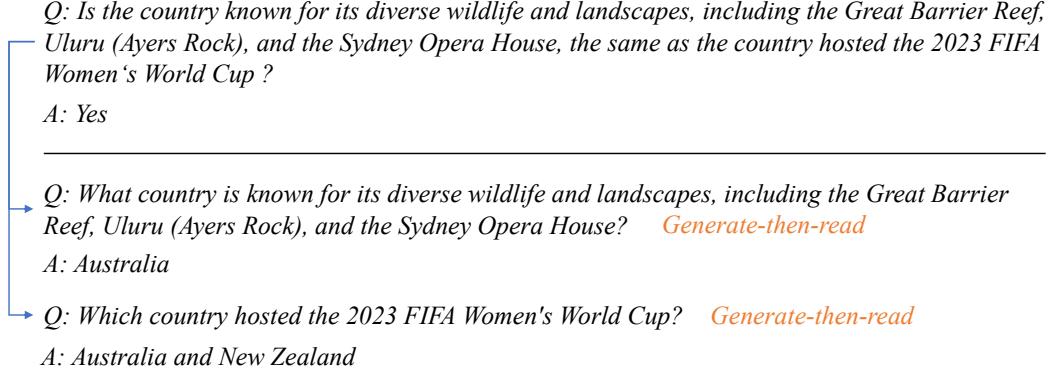 Q: Is the country known for its diverse wildlife and landscapes, including the Great Barrier Reef,
Uluru (Ayers Rock), and the Sydney Opera House, the same as the country hosted the 2023 FIFA
Women‘s World Cup ?
A: Yes
Q: What country is known for its diverse wildlife and landscapes, including the Great Barrier
Reef, Uluru (Ayers Rock), and the Sydney Opera House? Generate-then-read
A: Australia
Q: Which country hosted the 2023 FIFA Women's World Cup? Generate-then-read
A: Australia and New Zealand